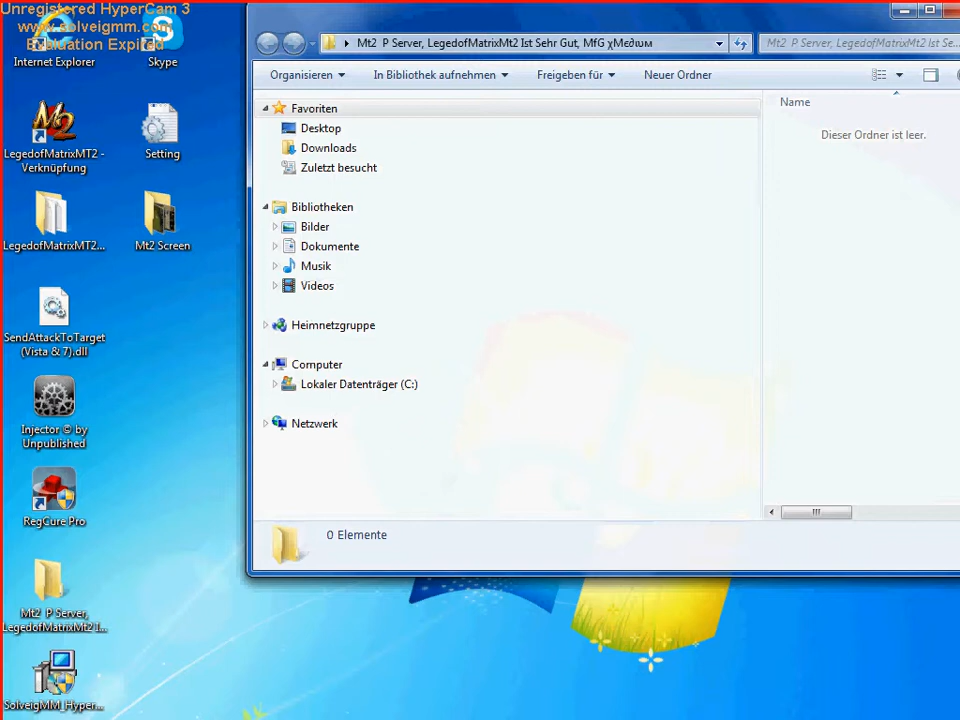 Unregistered HyperCam 3
www.solveigmm.com
Evaluation Expired
Internet Explorer
Skype
LegedofMatrixMT2 -
Verknüpfung
Setting
LegedofMatrixMT2...
Mt2 Screen
SendAttackToTarget
(Vista & 7).dll
Injector © by
Unpublished
RegCure Pro
Mt2 P Server,
LegedofMatrixMt2 I...
SolveigMM_Hyper...
Mt2 P Server, LegedofMatrixMt2 Ist Sehr Gut, MfG χMєdιυм
Mt2 P Server, LegedofMatrixMt2 Ist Se...
Organisieren
In Bibliothek aufnehmen
Freigeben für
Neuer Ordner
Favoriten
Desktop
Downloads
Zuletzt besucht
Bibliotheken
Bilder
Dokumente
Musik
Videos
Heimnetzgruppe
Computer
Lokaler Datenträger (C:)
Netzwerk
Name
Dieser Ordner ist leer.
0 Elemente